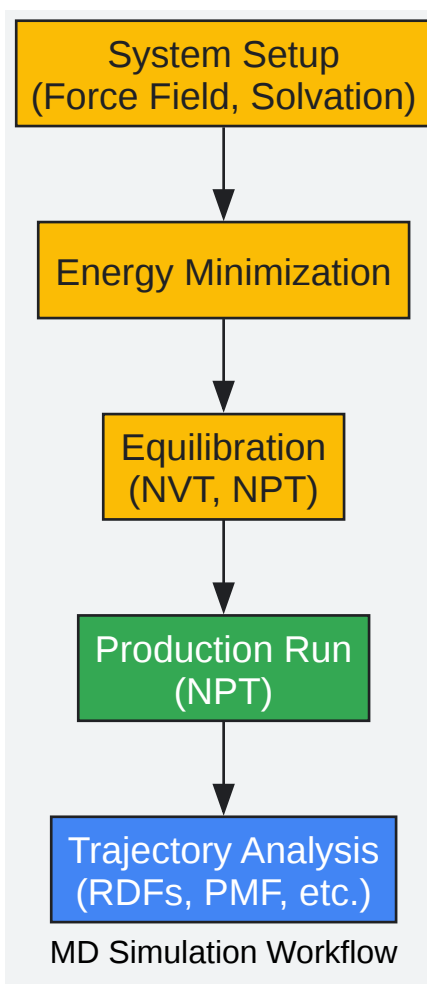 System Setup
(Force Field, Solvation)
Energy Minimization
Equilibration
(NVT, NPT)
Production Run
(NPT)
Trajectory Analysis
(RDFs, PMF, etc.)
MD Simulation Workflow